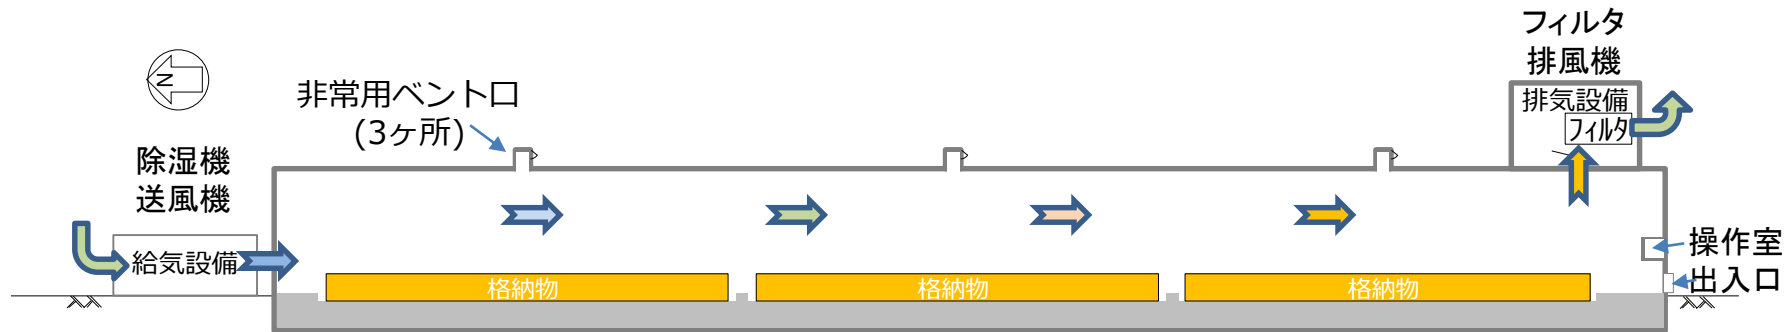 N
非常用ベント口
(3ヶ所)
除湿機
送風機
給気設備
フィルタ
排風機
排気設備
フィルタ
操作室
出入口
格納物
格納物
格納物